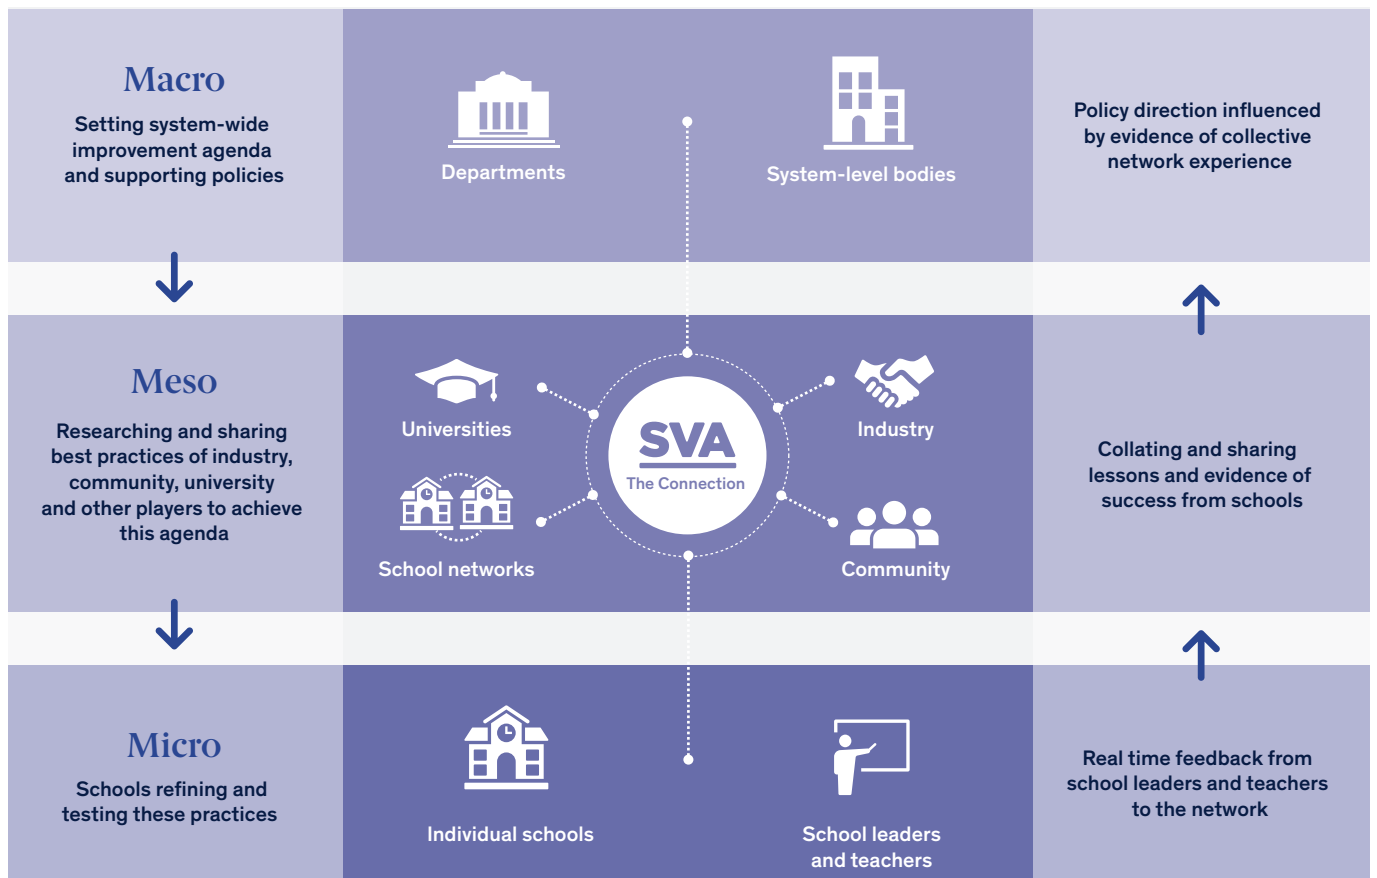 Macro
Setting system-wide
improvement agenda
and supporting policies
Departments
System-level bodies
Policy direction influenced
by evidence of collective
network experience
Meso
Researching and sharing
best practices of industry,
community, university
and other players to achieve
this agenda
Universities
School networks
SVA
The Connection
Industry
Community
Collating and sharing
lessons and evidence of
success from schools
Micro
Schools refining and
testing these practices
Individual schools
School leaders
and teachers
Real time feedback from
school leaders and teachers
to the network